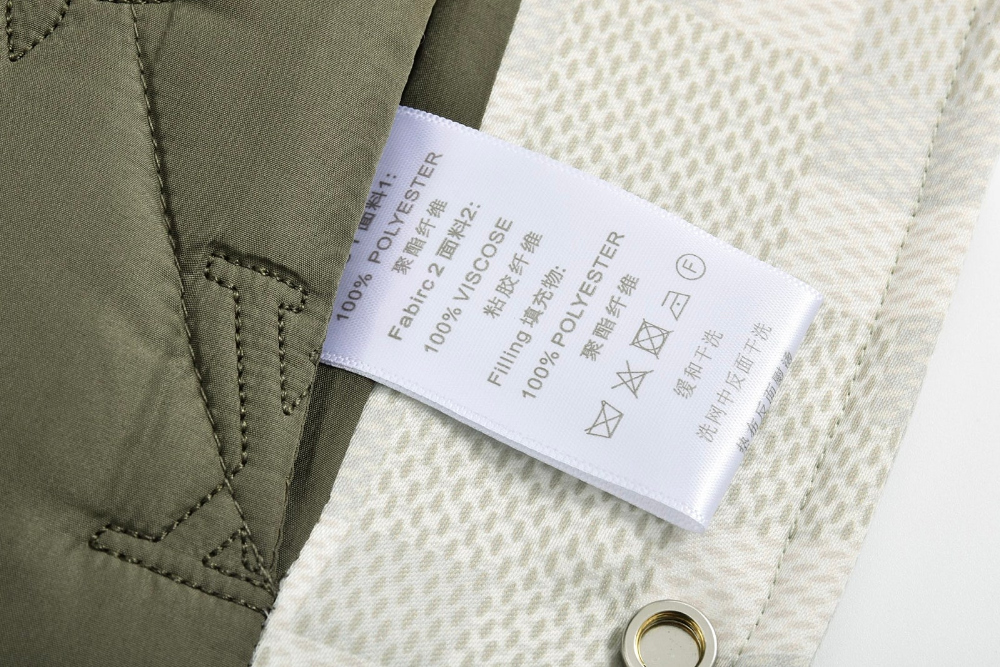 面料1:
100% POLYESTER
聚酯纤维
Fabirc 2 面料2:
100% VISCOSE
粘胶纤维
Filling 填充物:
100% POLYESTER
聚酯纤维
F
缓和干洗
洗网中反面干洗